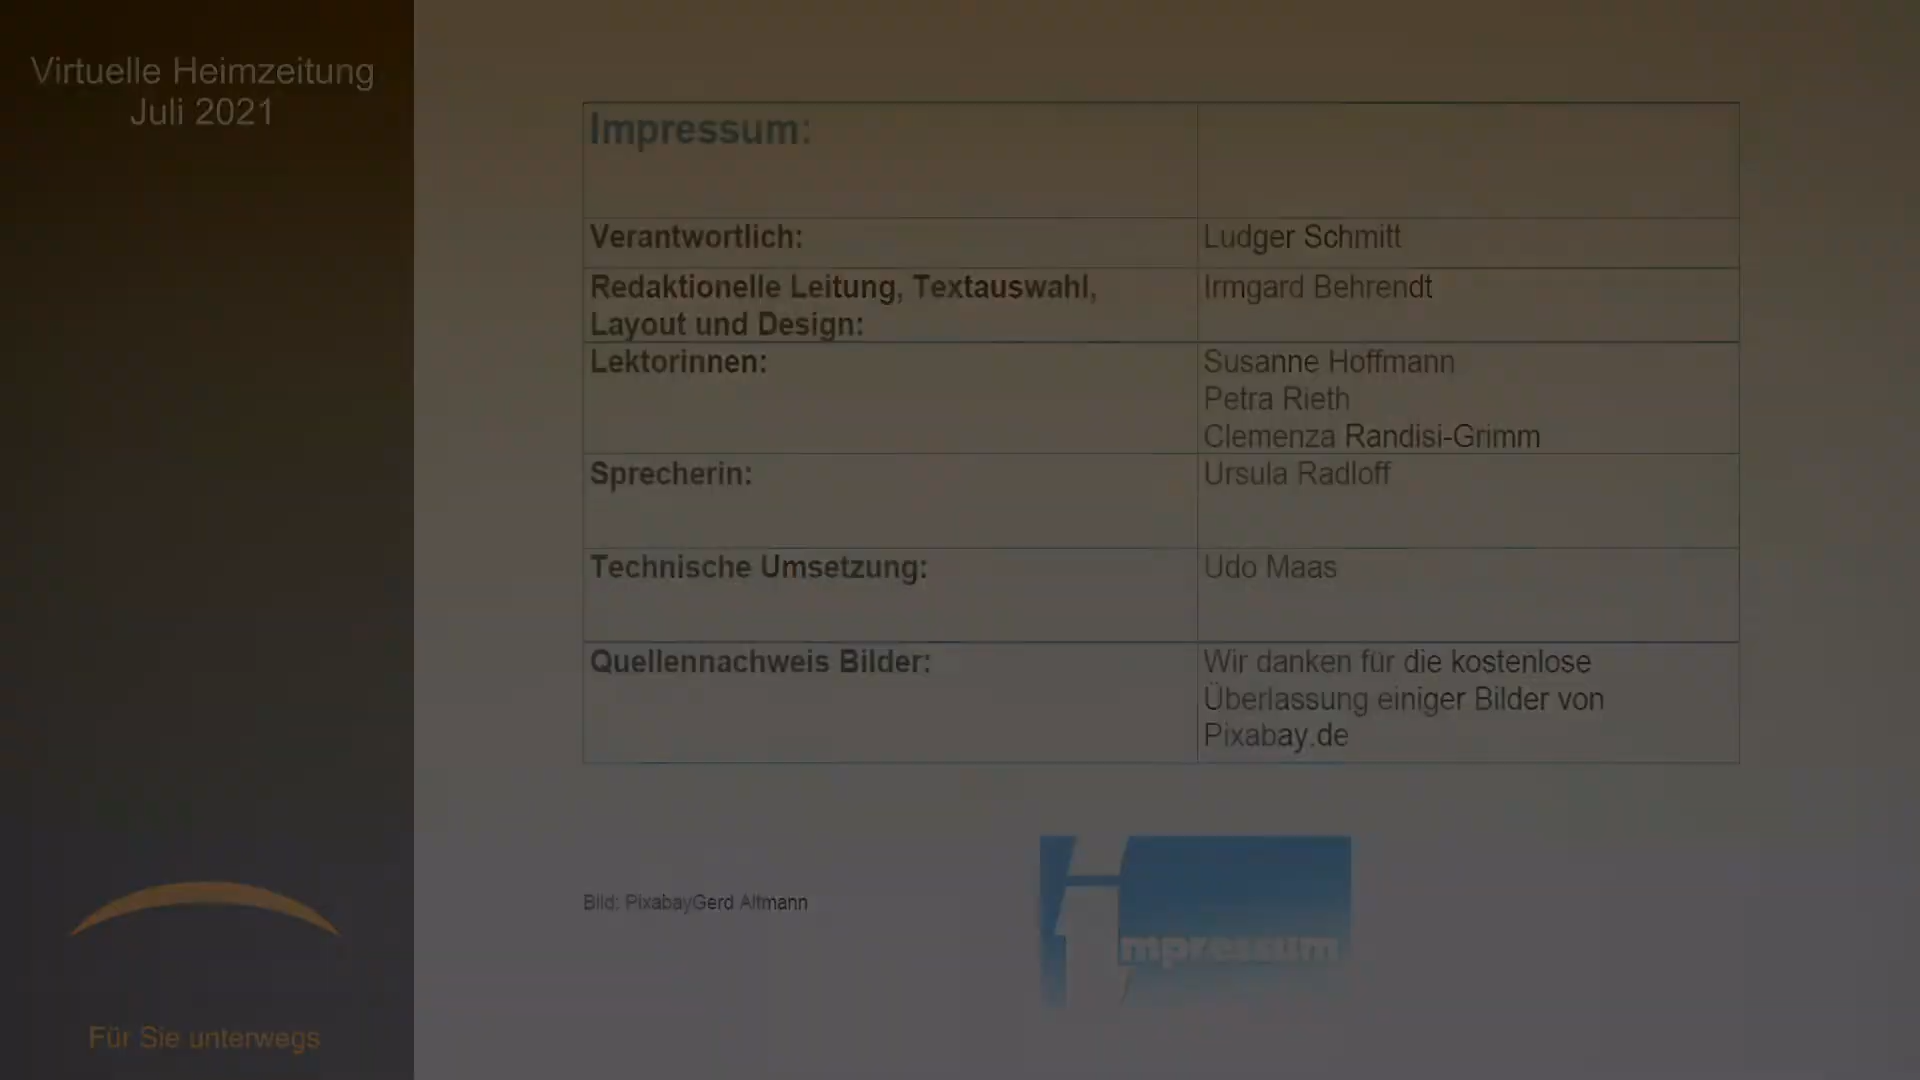 Virtuelle Heimzeitung
Juli 2021
Impressum:
Verantwortlich:
Ludger Schmitt
Redaktionelle Leitung, Textauswahl,
Layout und Design:
Irmgard Behrendt
Lektorinnen:
Susanne Hoffmann
Petra Rieth
Clemenza Randisi-Grimm
Sprecherin:
Ursula Radloff
Technische Umsetzung:
Udo Maas
Quellennachweis Bilder:
Wir danken für die kostenlose
Überlassung einiger Bilder von
Pixabay.de
Bild: PixabayGerd Altmann
impressum
Für Sie unterwegs